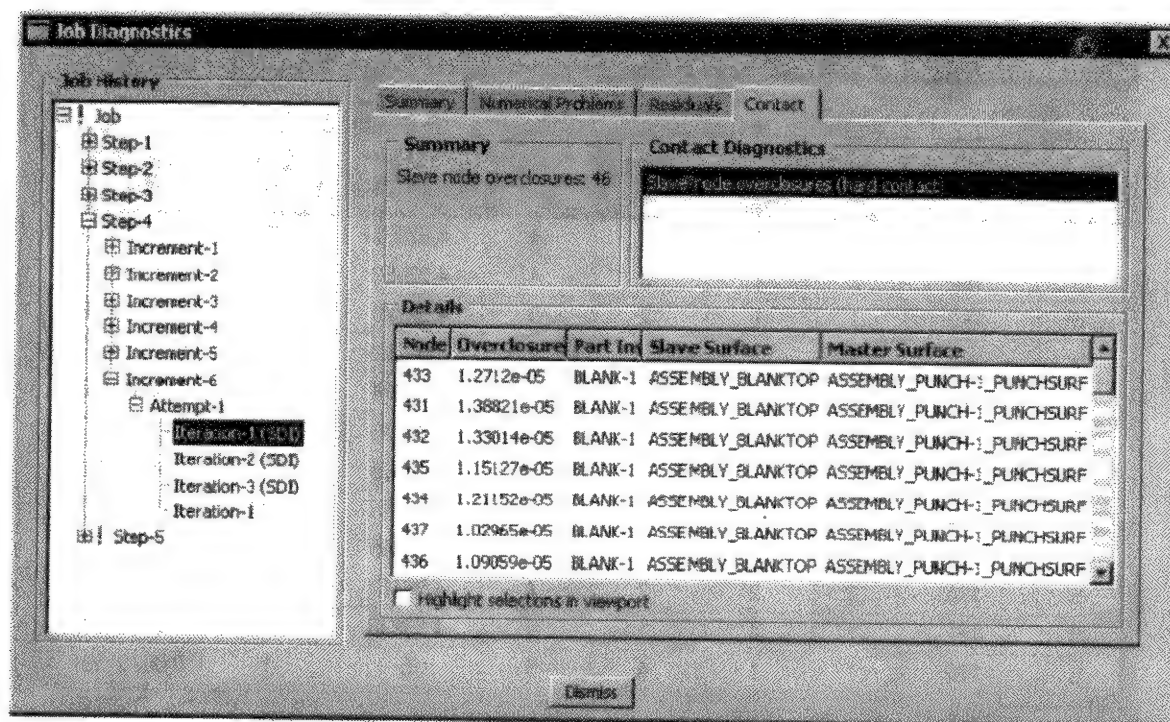 Job Diagnostics
Job History
Job
Step-1
Step-2
Step-3
Step-4
Increment-1
Increment-2
Increment-3
Increment-4
Increment-5
Increment-6
Attempt-1
Iteration-1 (SDI)
Iteration-2 (SDI)
Iteration-3 (SDI)
Iteration-1
Step-5
Summary Numerical Problems Residuals Contact
Summary
Slave node overclosures: 46
Contact Diagnostics
Slave node overclosures (hard contact)
Details
Node Overclosure Part Ins Slave Surface Master Surface
433 1.2712e-05 BLANK-1 ASSEMBLY_BLANKTOP ASSEMBLY_PUNCH-1_PUNCHSURF
431 1.38821e-05 BLANK-1 ASSEMBLY_BLANKTOP ASSEMBLY_PUNCH-1_PUNCHSURF
432 1.33014e-05 BLANK-1 ASSEMBLY_BLANKTOP ASSEMBLY_PUNCH-1_PUNCHSURF
435 1.15127e-05 BLANK-1 ASSEMBLY_BLANKTOP ASSEMBLY_PUNCH-1_PUNCHSURF
434 1.21152e-05 BLANK-1 ASSEMBLY_BLANKTOP ASSEMBLY_PUNCH-1_PUNCHSURF
437 1.02965e-05 BLANK-1 ASSEMBLY_BLANKTOP ASSEMBLY_PUNCH-1_PUNCHSURF
436 1.09059e-05 BLANK-1 ASSEMBLY_BLANKTOP ASSEMBLY_PUNCH-1_PUNCHSURF
Highlight selections in viewport
Dismiss